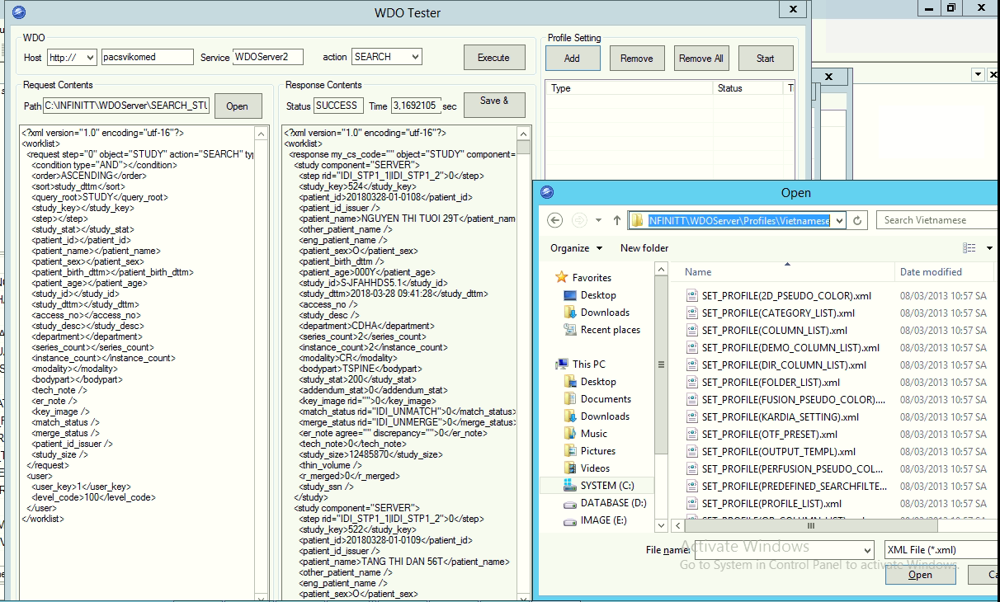 WDO Tester
WDO
Host http:// pacsvikomed Service WDOServer2 action SEARCH Execute
Profile Setting
Add Remove Remove All Start
Type Status T
Request Contents
Path C:\INFINITT\WDOServer\SEARCH_STU Open
<?xml version="1.0" encoding="utf-16"?>
<worklist>
<request step="0" object="STUDY" action="SEARCH" typ
<condition type="AND"></condition>
<order>ASCENDING</order>
<sort>study_dttm</sort>
<query_root>STUDY</query_root>
<study_key></study_key>
<step></step>
<study_stat></study_stat>
<patient_id></patient_id>
<patient_name></patient_name>
<patient_sex></patient_sex>
<patient_birth_dttm></patient_birth_dttm>
<patient_age></patient_age>
<study_id></study_id>
<study_dttm></study_dttm>
<access_no></access_no>
<study_desc></study_desc>
<department></department>
<series_count></series_count>
<instance_count></instance_count>
<modality></modality>
<bodypart></bodypart>
<tech_note />
<er_note />
<key_image />
<match_status />
<merge_status />
<patient_id_issuer />
<study_size />
</request>
<user>
<user_key>1</user_key>
<level_code>100</level_code>
</user>
</worklist>
Response Contents
Status SUCCESS Time 3,1692105 sec Save &
<?xml version="1.0" encoding="utf-16"?>
<worklist>
<response my_cs_code="" object="STUDY" component=
<study component="SERVER">
<step rid="IDI_STP1_1|IDI_STP1_2">0</step>
<study_key>524</study_key>
<patient_id>20180328-01-0108</patient_id>
<patient_id_issuer />
<patient_name>NGUYEN THI TUOI 29T</patient_nam
<other_patient_name />
<eng_patient_name />
<patient_sex>O</patient_sex>
<patient_birth_dttm />
<patient_age>000Y</patient_age>
<study_id>S-JFAHHDS5.1</study_id>
<study_dttm>2018-03-28 09:41:28</study_dttm>
<access_no />
<study_desc />
<department>CDHA</department>
<series_count>2</series_count>
<instance_count>2</instance_count>
<modality>CR</modality>
<bodypart>TSPINE</bodypart>
<study_stat>200</study_stat>
<addendum_stat>0</addendum_stat>
<key_image rid="">0</key_image>
<match_status rid="IDI_UNMATCH">0</match_status>
<merge_status rid="IDI_UNMERGE">0</merge_status>
<er_note agree="" discrepancy="">0</er_note>
<tech_note>0</tech_note>
<study_size>12485870</study_size>
<thin_volume />
<r_merged>0</r_merged>
<study_ssn />
</study>
<study component="SERVER">
<step rid="IDI_STP1_1|IDI_STP1_2">0</step>
<study_key>522</study_key>
<patient_id>20180328-01-0109</patient_id>
<patient_id_issuer />
<patient_name>TANG THI DAN 56T</patient_name>
<other_patient_name />
<eng_patient_name />
<patient_sex>O</patient_sex>
Open
NFINITT\WDOServer\Profiles\Vietnamese Search Vietnamese
Organize New folder
Favorites
Desktop
Downloads
Recent places
This PC
Desktop
Documents
Downloads
Music
Pictures
Videos
SYSTEM (C:)
DATABASE (D:)
IMAGE (E:)
Name Date modified
SET_PROFILE(2D_PSEUDO_COLOR).xml 08/03/2013 10:57 SA
SET_PROFILE(CATEGORY_LIST).xml 08/03/2013 10:57 SA
SET_PROFILE(COLUMN_LIST).xml 08/03/2013 10:57 SA
SET_PROFILE(DEMO_COLUMN_LIST).xml 08/03/2013 10:57 SA
SET_PROFILE(DIR_COLUMN_LIST).xml 08/03/2013 10:57 SA
SET_PROFILE(FOLDER_LIST).xml 08/03/2013 10:57 SA
SET_PROFILE(FUSION_PSEUDO_COLOR).... 08/03/2013 10:57 SA
SET_PROFILE(KARDIA_SETTING).xml 08/03/2013 10:57 SA
SET_PROFILE(OTF_PRESET).xml 08/03/2013 10:57 SA
SET_PROFILE(OUTPUT_TEMPL).xml 08/03/2013 10:57 SA
SET_PROFILE(PERFUSION_PSEUDO_COL... 08/03/2013 10:57 SA
SET_PROFILE(PREDEFINED_SEARCHFILTE... 08/03/2013 10:57 SA
SET_PROFILE(PROFILE_LIST).xml 08/03/2013 10:57 SA
File name: XML File (*.xml)
Activate Windows
Go to System in Control Panel to activate Windows.
Open Ca